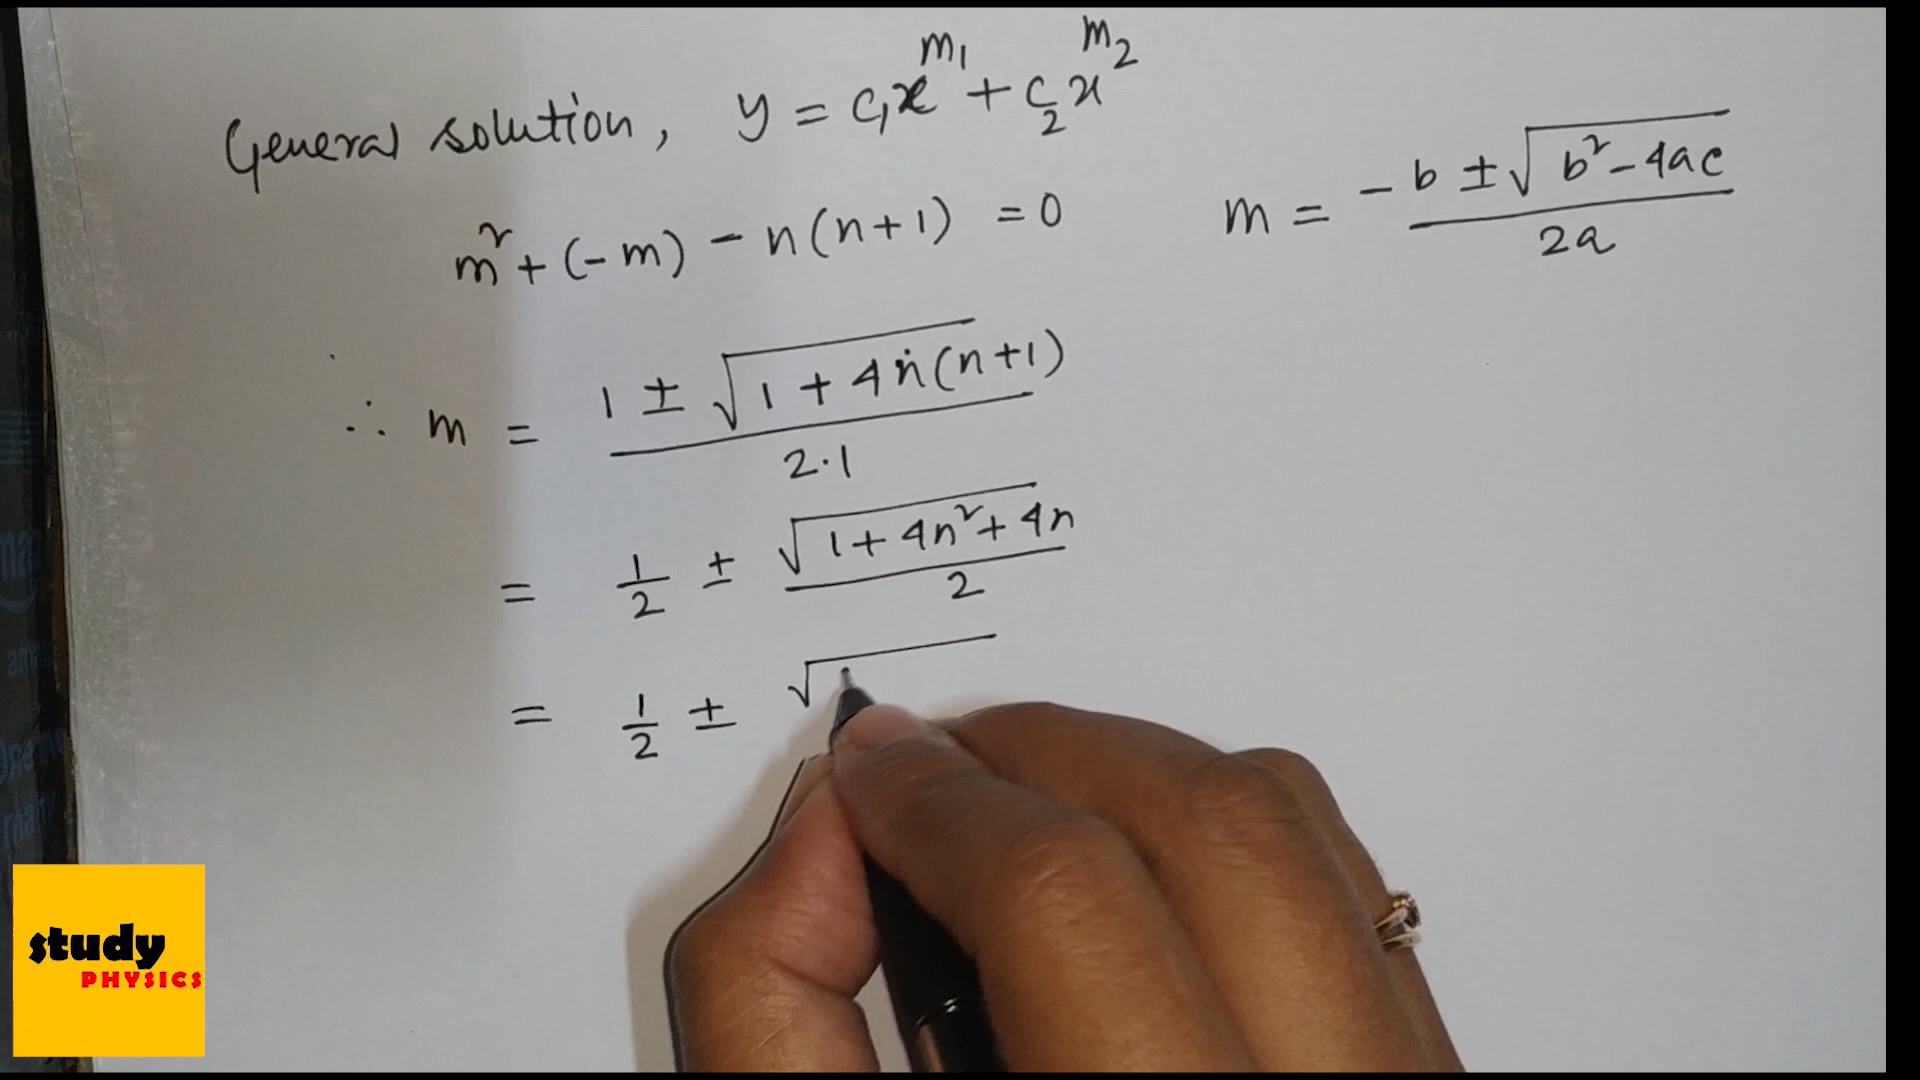 General solution, y = c₁x^m₁ + c₂x^m₂
m² + (-m) - n(n+1) = 0
m = (-b ± √(b²-4ac)) / 2a
∴ m = (1 ± √(1+4n(n+1))) / 2·1
= 1/2 ± √(1+4n²+4n) / 2
= 1/2 ± √
study
PHYSICS